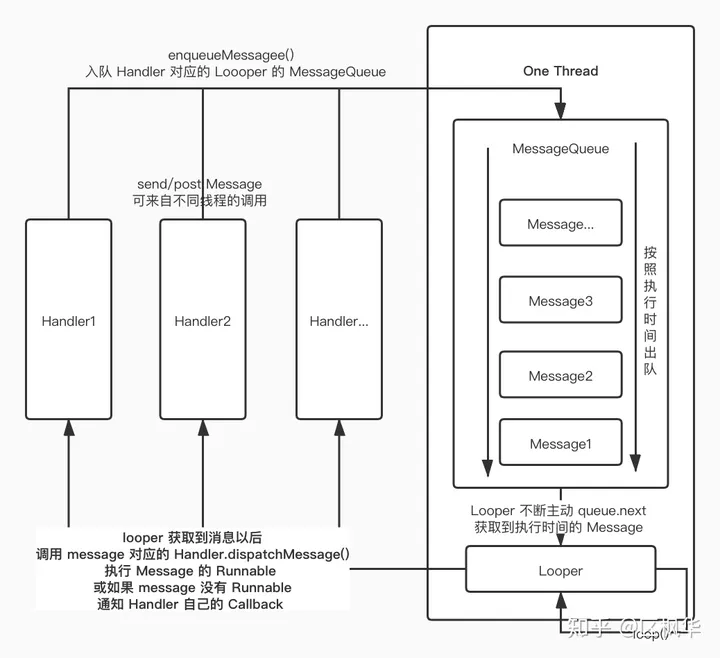 enqueueMessagee()
入队 Handler 对应的 Loooper 的 MessageQueue
One Thread
MessageQueue
send/post Message
可来自不同线程的调用
Message...
Message3
Message2
Message1
按照执行时间出队
Handler1
Handler2
Handler...
Looper 不断主动 queue.next
获取到执行时间的 Message
looper 获取到消息以后
调用 message 对应的 Handler.dispatchMessage()
执行 Message 的 Runnable
或如果 message 没有 Runnable
通知 Handler 自己的 Callback
Looper
loop()
知乎 @区枫华